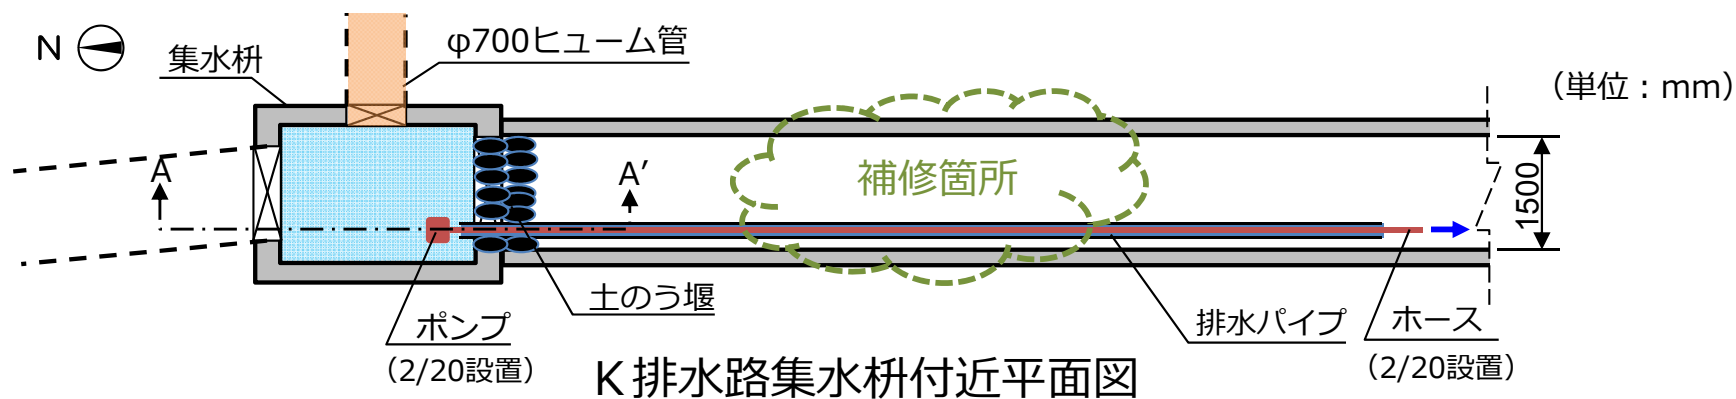 N
集水枡
φ700ヒューム管
(単位：mm)
A
A′
補修箇所
1500
土のう堰
ポンプ
(2/20設置)
排水パイプ
ホース
(2/20設置)
K排水路集水枡付近平面図